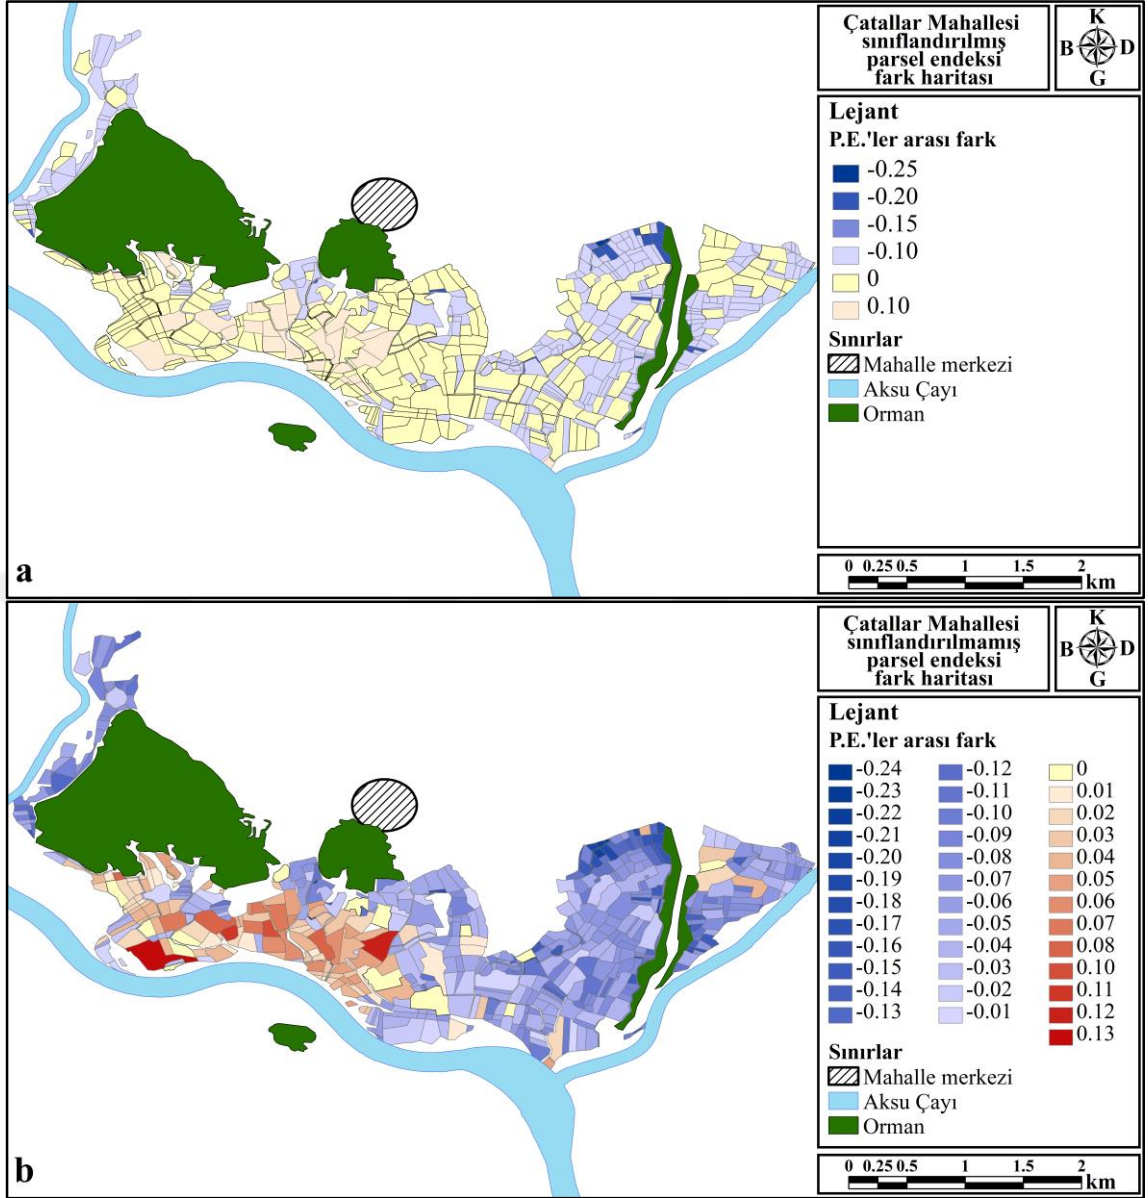 Çatallar Mahallesi
sınıflandırılmış
parsel endeksi
fark haritası
K
B D
G
Lejant
P.E.'ler arası fark
-0.25
-0.20
-0.15
-0.10
0
0.10
Sınırlar
Mahalle merkezi
Aksu Çayı
Orman
a
0 0.25 0.5 1 1.5 2
km
Çatallar Mahallesi
sınıflandırılmamış
parsel endeksi
fark haritası
K
B D
G
Lejant
P.E.'ler arası fark
-0.24 -0.12 0
-0.23 -0.11 0.01
-0.22 -0.10 0.02
-0.21 -0.09 0.03
-0.20 -0.08 0.04
-0.19 -0.07 0.05
-0.18 -0.06 0.06
-0.17 -0.05 0.07
-0.16 -0.04 0.08
-0.15 -0.03 0.10
-0.14 -0.02 0.11
-0.13 -0.01 0.12
0.13
Sınırlar
Mahalle merkezi
Aksu Çayı
Orman
b
0 0.25 0.5 1 1.5 2
km